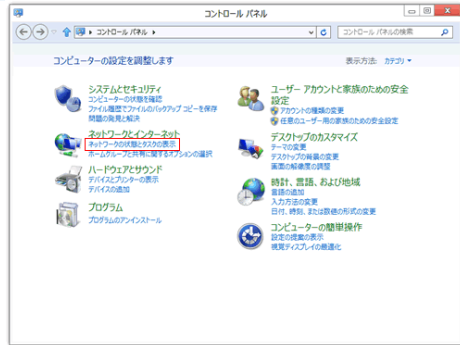 コントロール パネル
コントロール パネル
コントロール パネルの検索
コンピューターの設定を調整します
表示方法: カテゴリ
システムとセキュリティ
コンピューターの状態を確認
ファイル履歴でファイルのバックアップ コピーを保存
問題の発見と解決
ネットワークとインターネット
ネットワークの状態とタスクの表示
ホームグループと共有に関するオプションの選択
ハードウェアとサウンド
デバイスとプリンターの表示
デバイスの追加
プログラム
プログラムのアンインストール
ユーザー アカウントと家族のための安全
設定
アカウントの種類の変更
任意のユーザー用の家族のための安全設定
デスクトップのカスタマイズ
テーマの変更
デスクトップの背景の変更
画面の解像度の調整
時計、言語、および地域
言語の追加
入力方法の変更
日付、時刻、または数値の形式の変更
コンピューターの簡単操作
設定の提案の表示
視覚ディスプレイの最適化